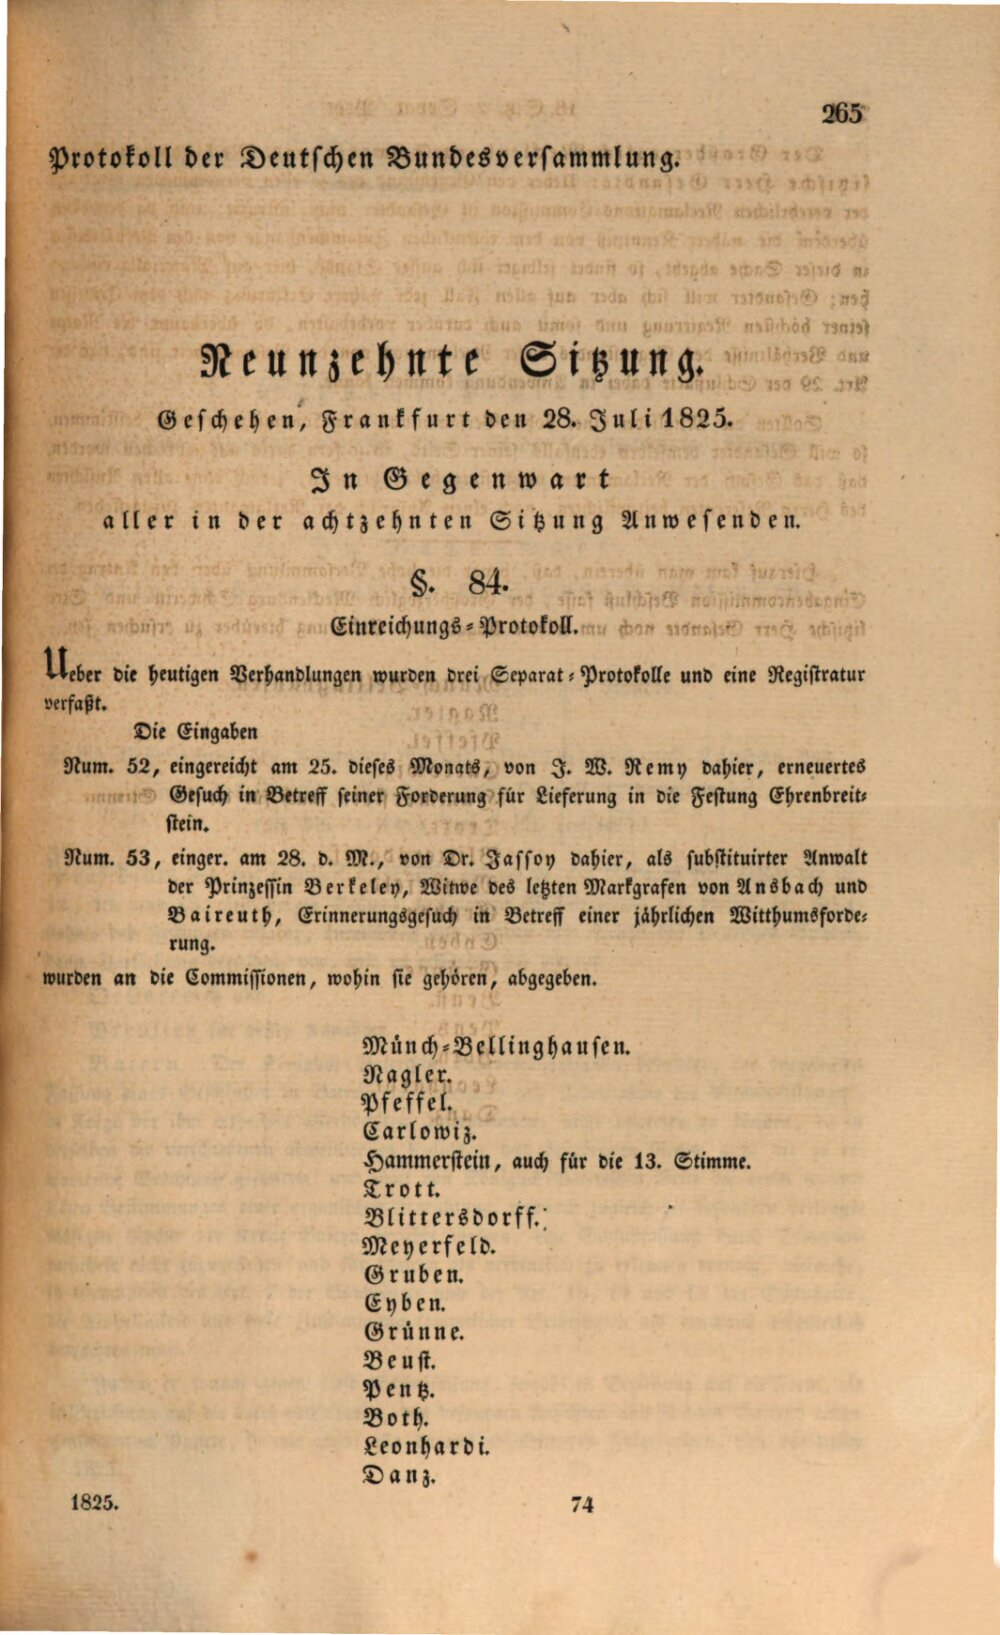 265
Protokoll der Deutschen Bundesversammlung.
Neunzehnte Sitzung.
Geschehen, Frankfurt den 28. Juli 1825.
In Gegenwart
aller in der achtzehnten Sitzung Anwesenden.
§. 84.
Einreichungs-Protokoll.
Ueber die heutigen Verhandlungen wurden drei Separat-Protokolle und eine Registratur
verfaßt.
Die Eingaben
Num. 52, eingereicht am 25. dieses Monats, von J. W. Remy dahier, erneuertes
Gesuch in Betreff seiner Forderung für Lieferung in die Festung Ehrenbreit-
stein.
Num. 53, einger. am 28. d. M., von Dr. Jassoy dahier, als substituirter Anwalt
der Prinzessin Berkeley, Witwe des letzten Markgrafen von Ansbach und
Baireuth, Erinnerungsgesuch in Betreff einer jährlichen Witthumsforde-
rung.
wurden an die Commissionen, wohin sie gehören, abgegeben.
Münch-Bellinghausen.
Nagler.
Pfeffel.
Carlowiz.
Hammerstein, auch für die 13. Stimme.
Trott.
Blittersdorff.
Meyerfeld.
Gruben.
Eyben.
Grünne.
Beust.
Pentz.
Both.
Leonhardi.
Danz.
1825. 74